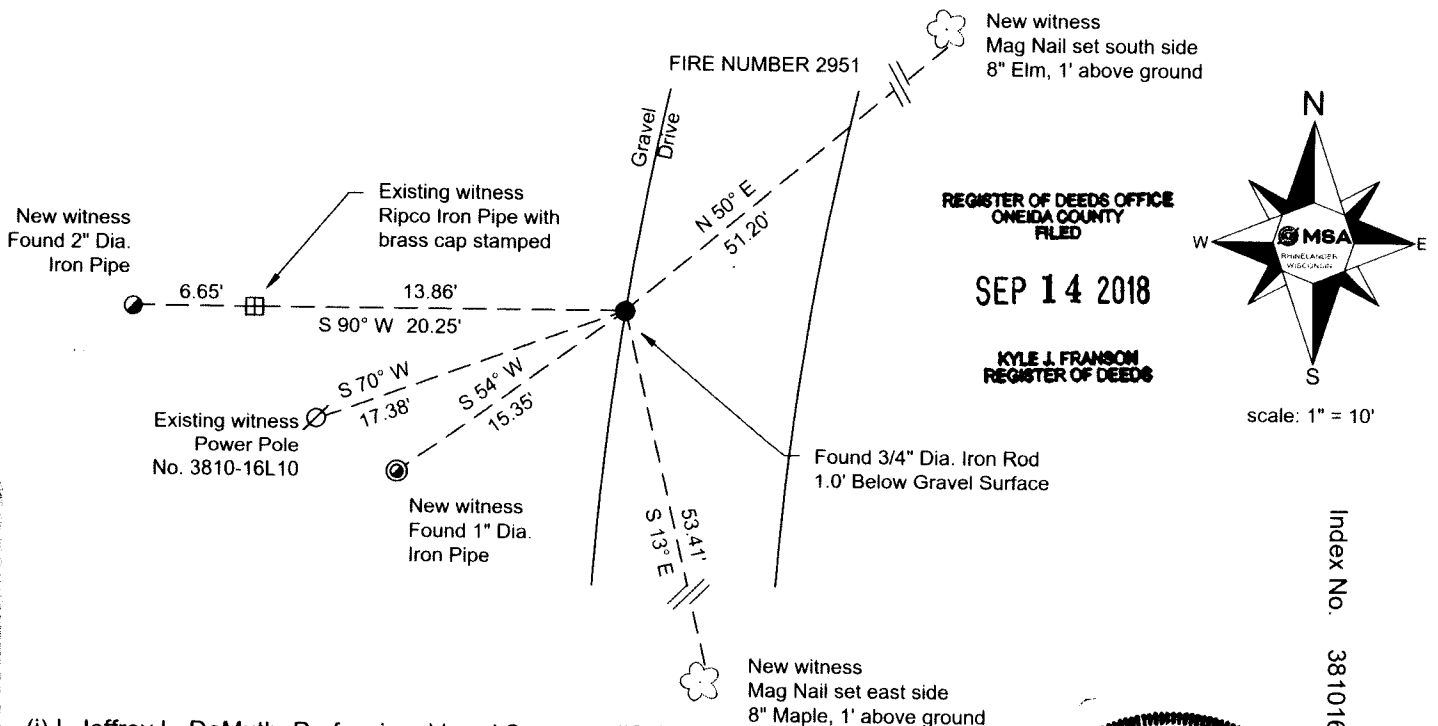 New witness
Mag Nail set south side
8" Elm, 1' above ground
FIRE NUMBER 2951
Gravel
Drive
N
W
E
S
MSA
RHINELANDER
WISCONSIN
scale: 1" = 10'
REGISTER OF DEEDS OFFICE
ONEIDA COUNTY
FILED
SEP 14 2018
KYLE J. FRANSON
REGISTER OF DEEDS
Existing witness
Ripco Iron Pipe with
brass cap stamped
New witness
Found 2" Dia.
Iron Pipe
N 50° E
51.20'
6.65'
13.86'
S 90° W 20.25'
S 70° W
17.38'
S 54° W
15.35'
Existing witness
Power Pole
No. 3810-16L10
New witness
Found 1" Dia.
Iron Pipe
Found 3/4" Dia. Iron Rod
1.0' Below Gravel Surface
53.41'
S 13° E
New witness
Mag Nail set east side
8" Maple, 1' above ground
Index No. 381016